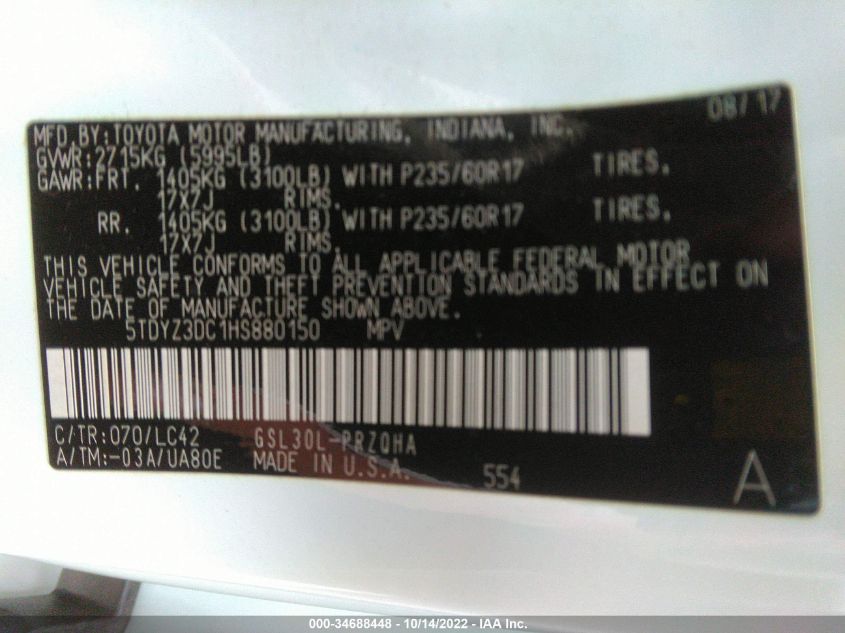 08/17
MFD.BY:TOYOTA MOTOR MANUFACTURING, INDIANA, INC.
GVWR:2715KG (5995LB)
GAWR:FRT. 1405KG (3100LB) WITH P235/60R17 TIRES.
17X7J RIMS.
RR. 1405KG (3100LB) WITH P235/60R17 TIRES.
17X7J RIMS.
THIS VEHICLE CONFORMS TO ALL APPLICABLE FEDERAL MOTOR
VEHICLE SAFETY AND THEFT PREVENTION STANDARDS IN EFFECT ON
THE DATE OF MANUFACTURE SHOWN ABOVE.
5TDYZ3DC1HS880150 MPV
C/TR:070/LC42 GSL30L-PRZQHA
A/TM:-03A/UA80E MADE IN U.S.A. 554 A
000-34688448 - 10/14/2022 - IAA Inc.